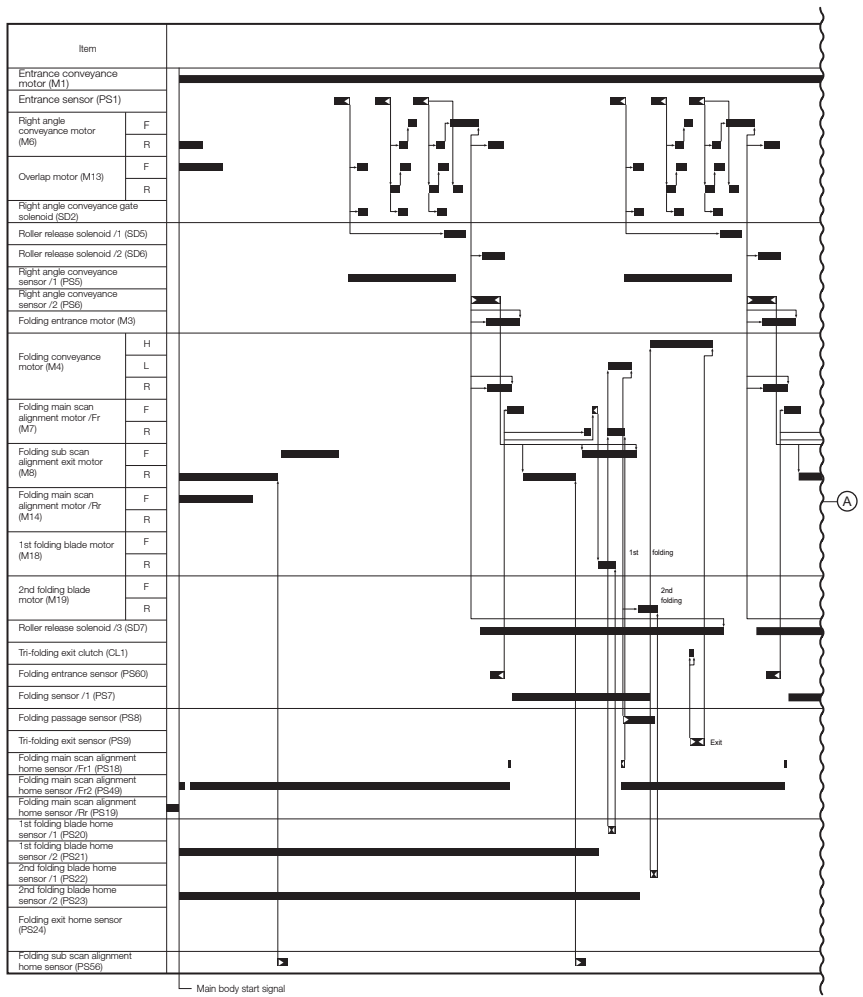 Item
Entrance conveyance
motor (M1)
Entrance sensor (PS1)
Right angle
conveyance motor
(M6)
F
R
Overlap motor (M13)
F
R
Right angle conveyance gate
solenoid (SD2)
Roller release solenoid /1 (SD5)
Roller release solenoid /2 (SD6)
Right angle conveyance
sensor /1 (PS5)
Right angle conveyance
sensor /2 (PS6)
Folding entrance motor (M3)
Folding conveyance
motor (M4)
H
L
R
Folding main scan
alignment motor /Fr
(M7)
F
R
Folding sub scan
alignment exit motor
(M8)
F
R
Folding main scan
alignment motor /Rr
(M14)
F
R
A
1st folding blade motor
(M18)
F
R
1st folding
2nd folding blade
motor (M19)
F
R
2nd
folding
Roller release solenoid /3 (SD7)
Tri-folding exit clutch (CL1)
Folding entrance sensor (PS60)
Folding sensor /1 (PS7)
Folding passage sensor (PS8)
Tri-folding exit sensor (PS9)
Exit
Folding main scan alignment
home sensor /Fr1 (PS18)
Folding main scan alignment
home sensor /Fr2 (PS49)
Folding main scan alignment
home sensor /Rr (PS19)
1st folding blade home
sensor /1 (PS20)
1st folding blade home
sensor /2 (PS21)
2nd folding blade home
sensor /1 (PS22)
2nd folding blade home
sensor /2 (PS23)
Folding exit home sensor
(PS24)
Folding sub scan alignment
home sensor (PS56)
Main body start signal